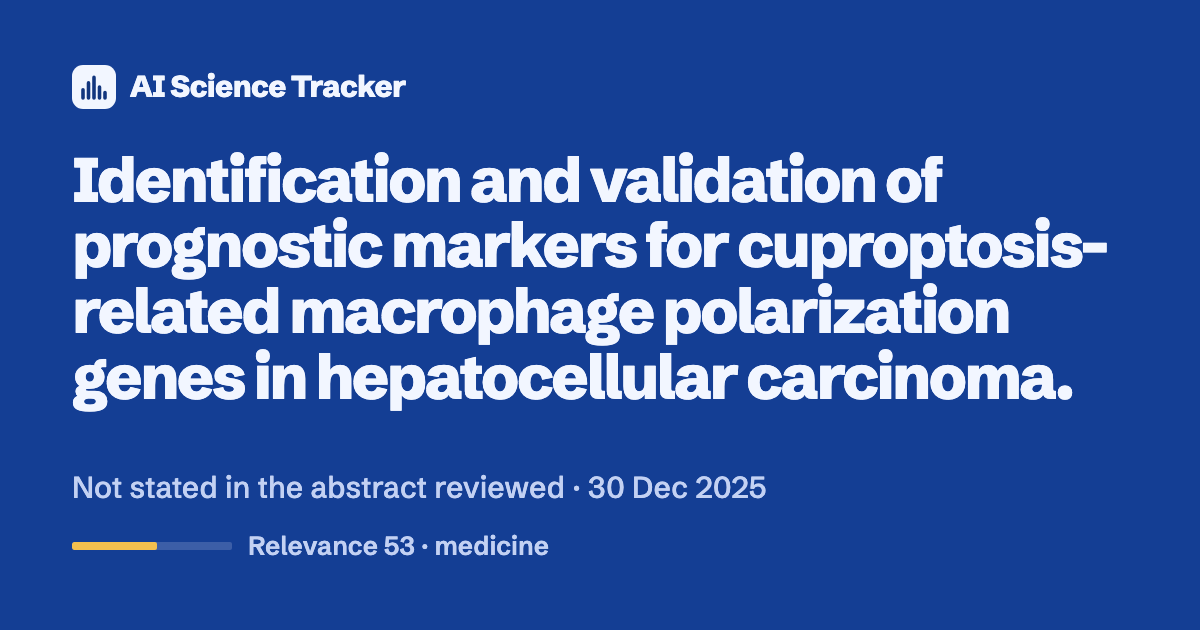 AI Science Tracker
Identification and validation of
prognostic markers for cuproptosis-
related macrophage polarization
genes in hepatocellular carcinoma.
Not stated in the abstract reviewed · 30 Dec 2025
Relevance 53 · medicine